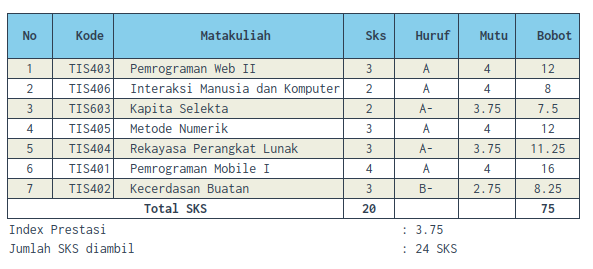 No Kode Matakuliah Sks Huruf Mutu Bobot
1 TIS403 Pemrograman Web II 3 A 4 12
2 TIS406 Interaksi Manusia dan Komputer 2 A 4 8
3 TIS603 Kapita Selekta 2 A- 3.75 7.5
4 TIS405 Metode Numerik 3 A 4 12
5 TIS404 Rekayasa Perangkat Lunak 3 A- 3.75 11.25
6 TIS401 Pemrograman Mobile I 4 A 4 16
7 TIS402 Kecerdasan Buatan 3 B- 2.75 8.25
Total SKS 20 75
Index Prestasi : 3.75
Jumlah SKS diambil : 24 SKS